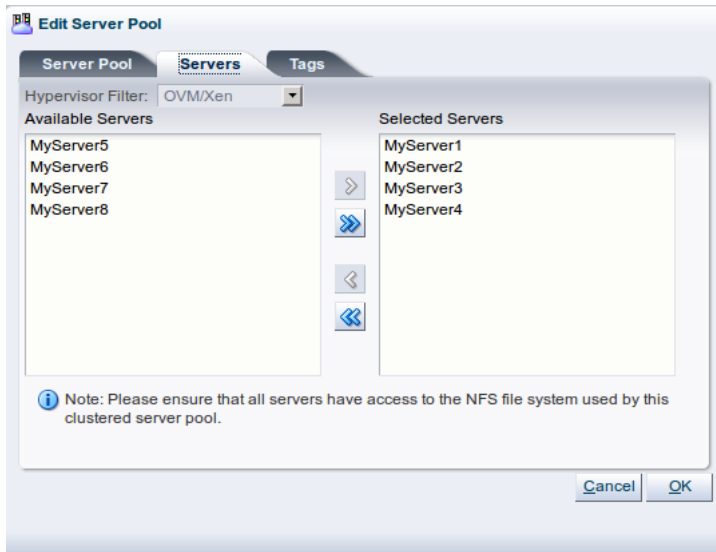 Edit Server Pool
Server Pool Servers Tags
Hypervisor Filter: OVM/Xen
Available Servers Selected Servers
MyServer5 MyServer1
MyServer6 MyServer2
MyServer7 MyServer3
MyServer8 MyServer4
Note: Please ensure that all servers have access to the NFS file system used by this
clustered server pool.
Cancel OK